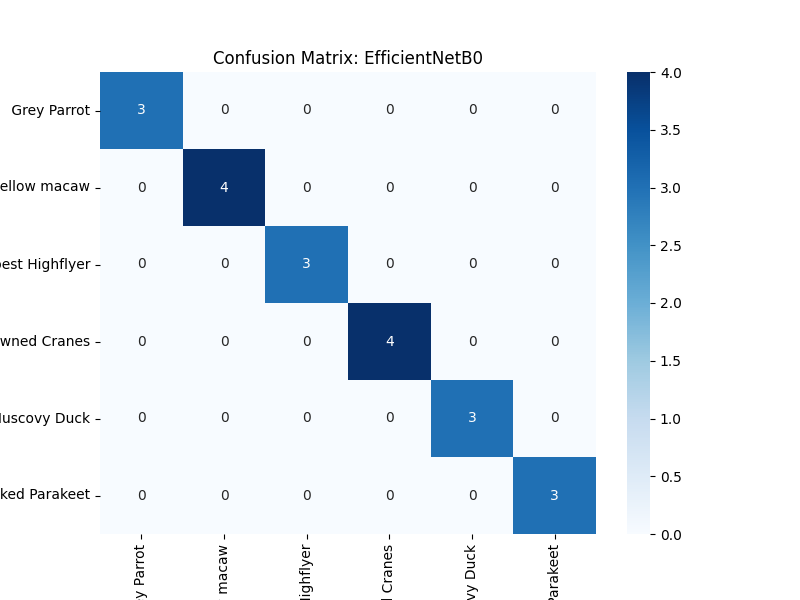 Confusion Matrix: EfficientNetB0
Grey Parrot 3 0 0 0 0 0
ellow macaw 0 4 0 0 0 0
est Highflyer 0 0 3 0 0 0
wned Cranes 0 0 0 4 0 0
Muscovy Duck 0 0 0 0 3 0
ked Parakeet 0 0 0 0 0 3
y Parrot
macaw
Highflyer
d Cranes
vy Duck
Parakeet
4.0
3.5
3.0
2.5
2.0
1.5
1.0
0.5
0.0